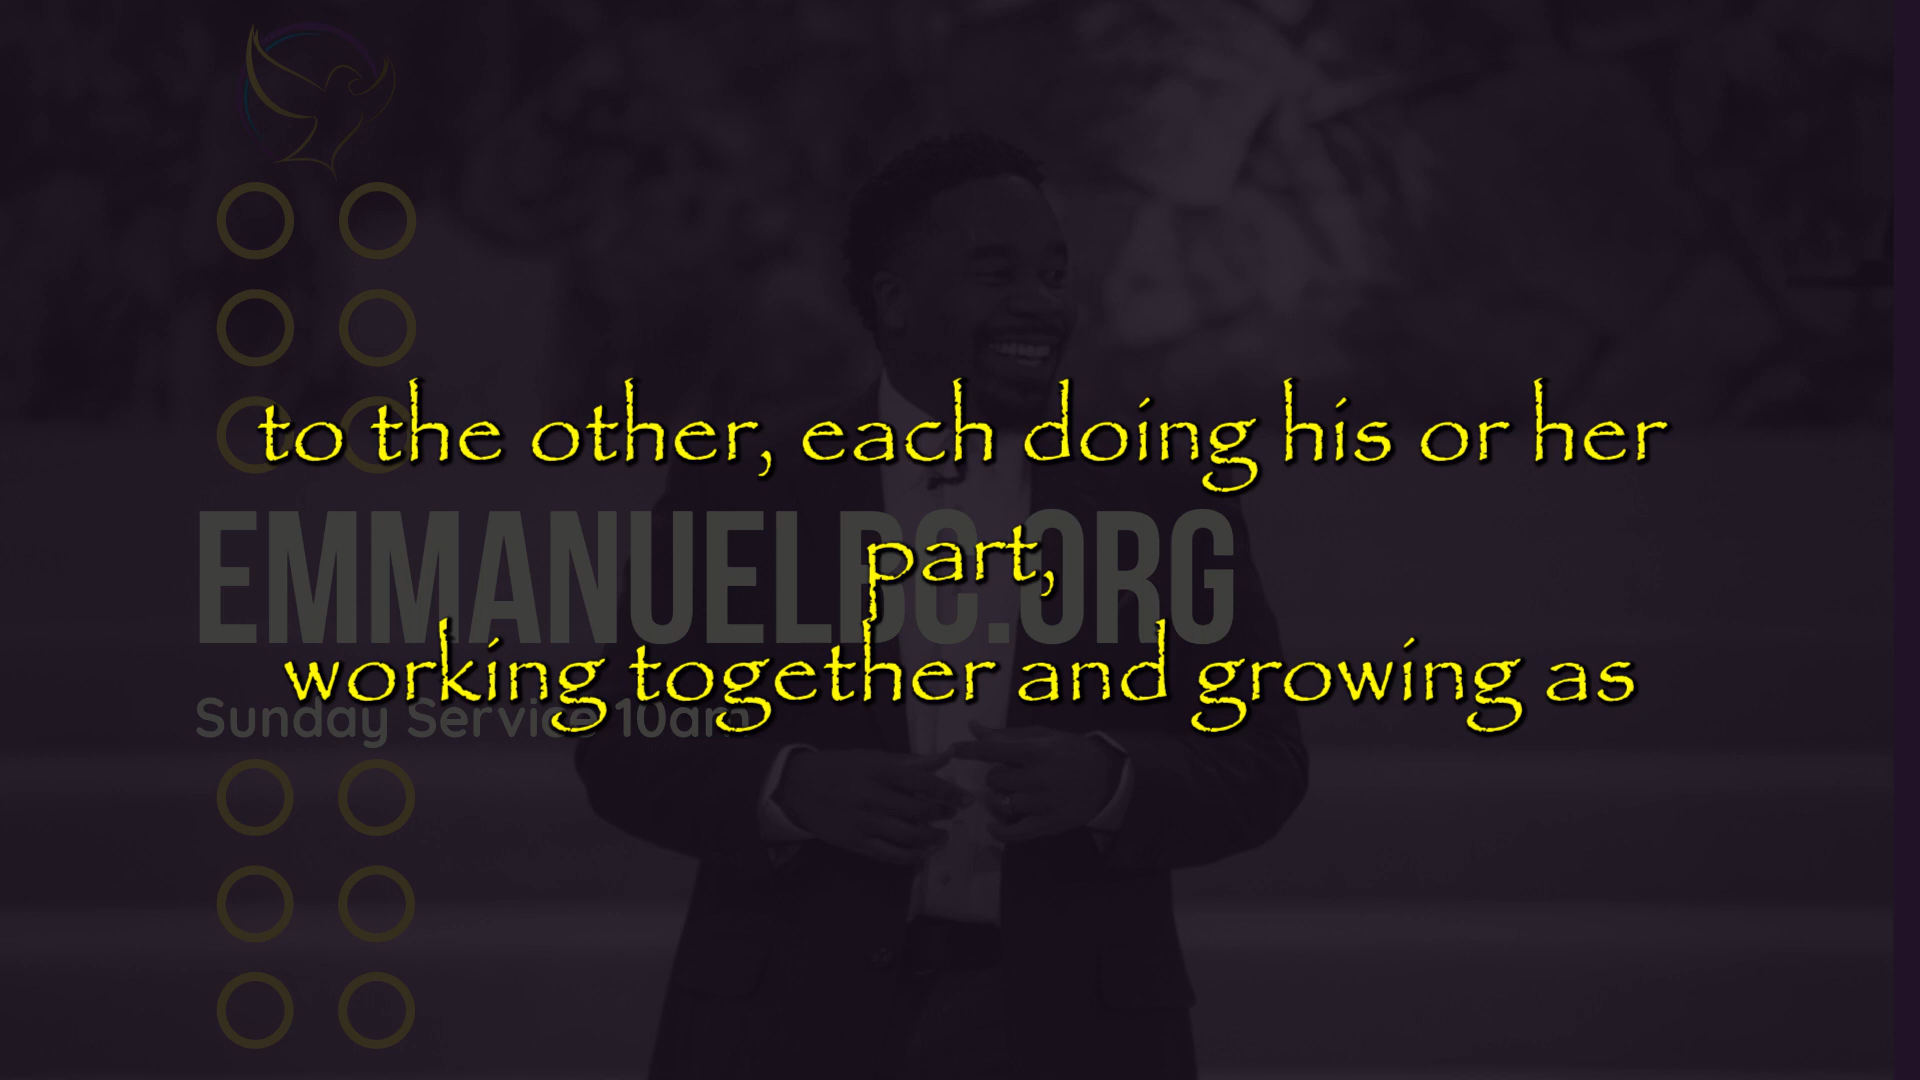 to the other, each doing his or her
part,
EMMANUELBC.ORG
working together and growing as
Sunday Service 10am